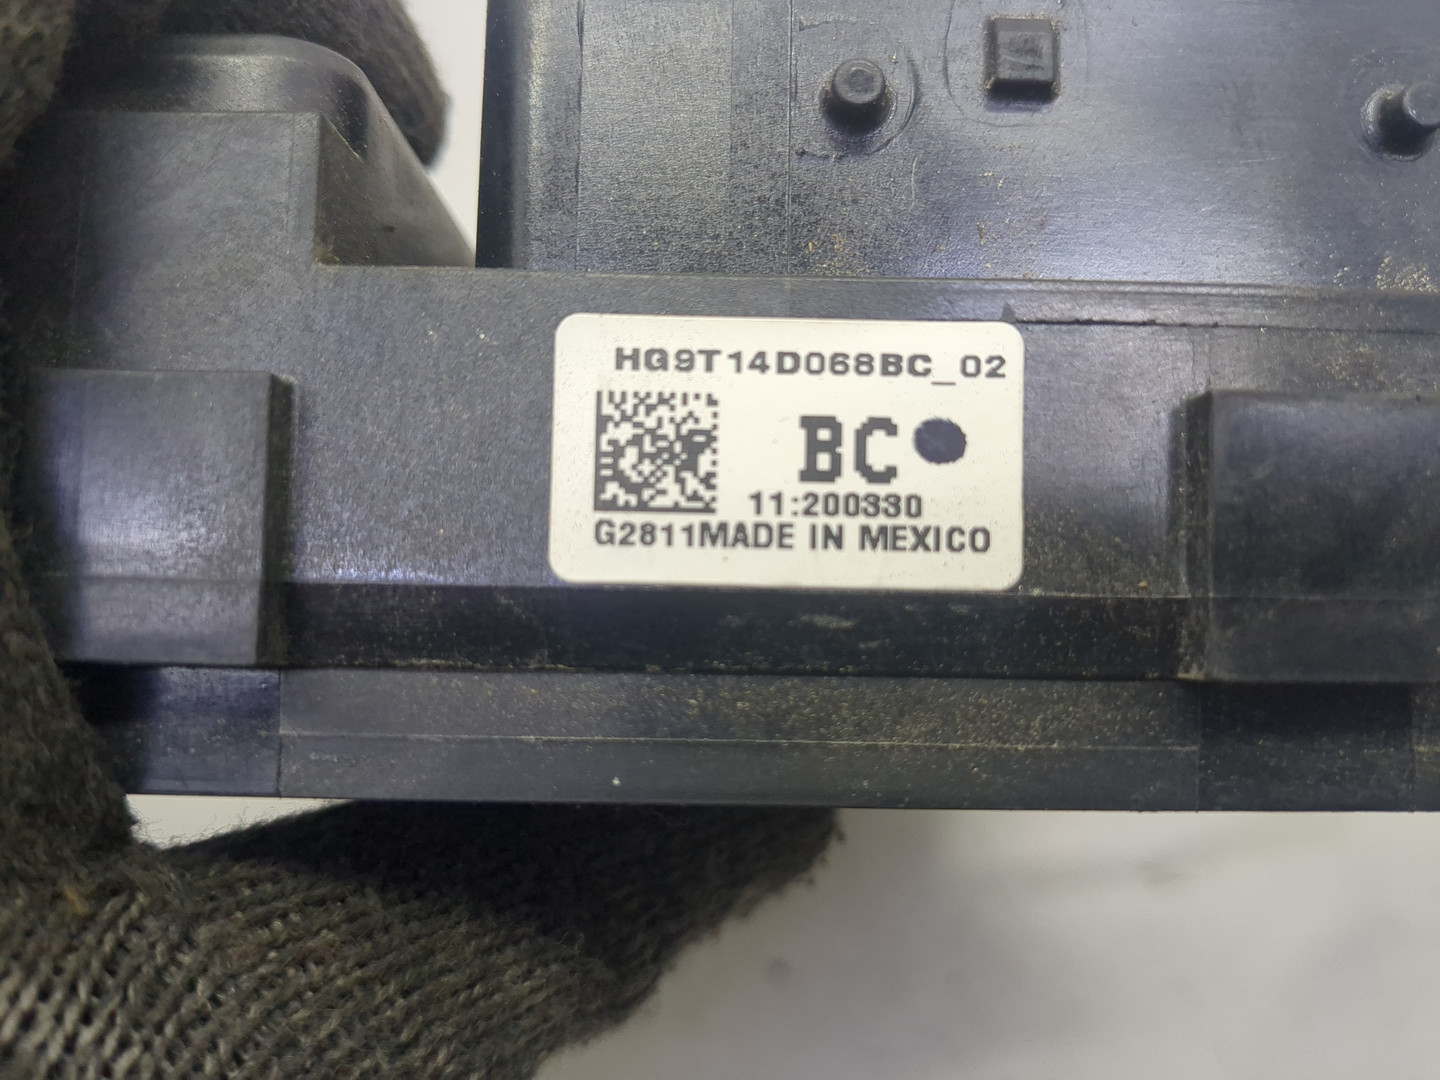 HG9T14D068BC_02
BC
11:200330
G2811MADE IN MEXICO